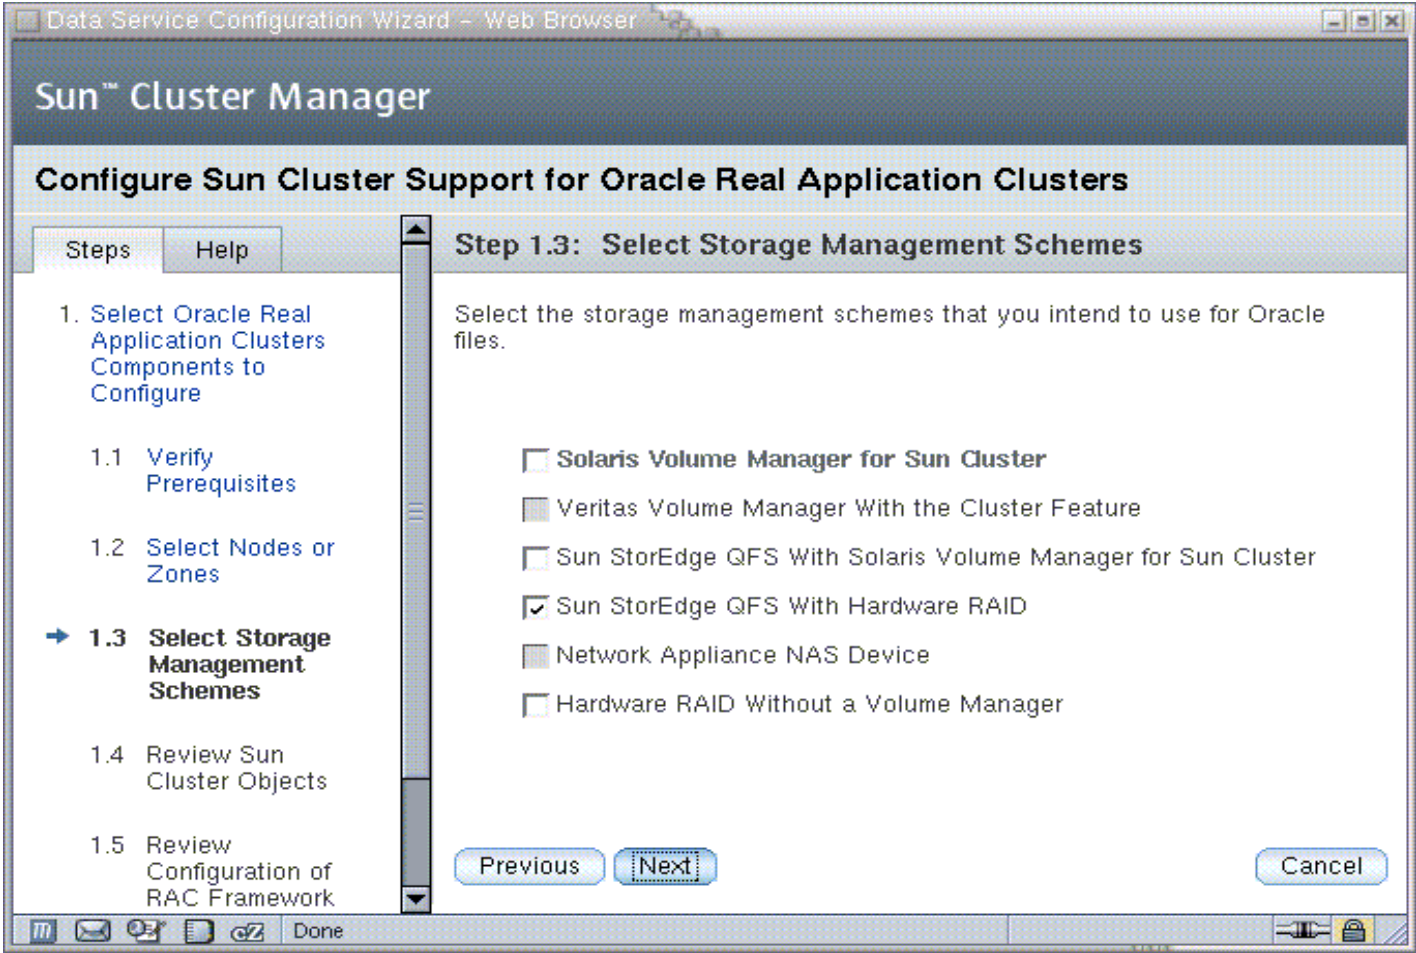 Data Service Configuration Wizard – Web Browser
Sun™ Cluster Manager
Configure Sun Cluster Support for Oracle Real Application Clusters
Steps
Help
1. Select Oracle Real
Application Clusters
Components to
Configure
1.1 Verify
Prerequisites
1.2 Select Nodes or
Zones
1.3 Select Storage
Management
Schemes
1.4 Review Sun
Cluster Objects
1.5 Review
Configuration of
RAC Framework
Step 1.3: Select Storage Management Schemes
Select the storage management schemes that you intend to use for Oracle
files.
Solaris Volume Manager for Sun Cluster
Veritas Volume Manager With the Cluster Feature
Sun StorEdge QFS With Solaris Volume Manager for Sun Cluster
Sun StorEdge QFS With Hardware RAID
Network Appliance NAS Device
Hardware RAID Without a Volume Manager
Previous
Next
Cancel
Done